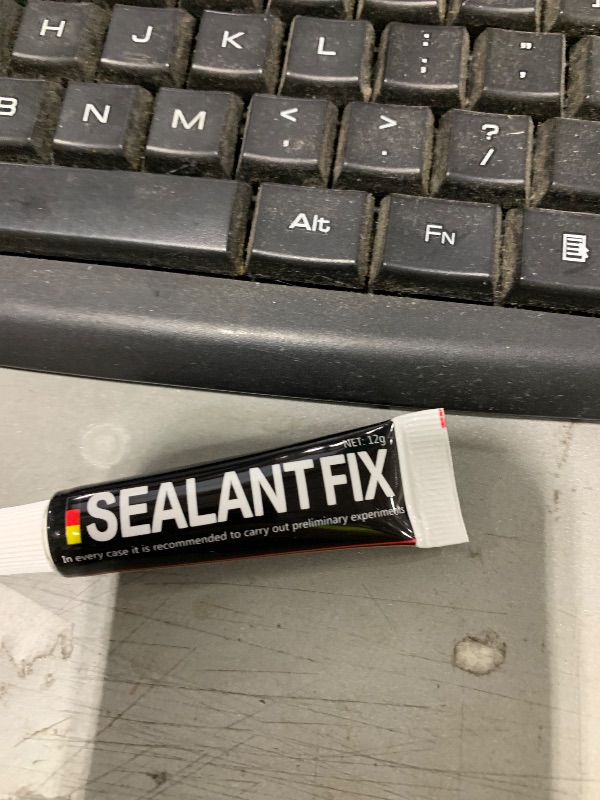 H J K L : ; " '
B N M < , > . ? /
Alt FN
NET: 12g
SEALANT FIX
In every case it is recommended to carry out preliminary experiments